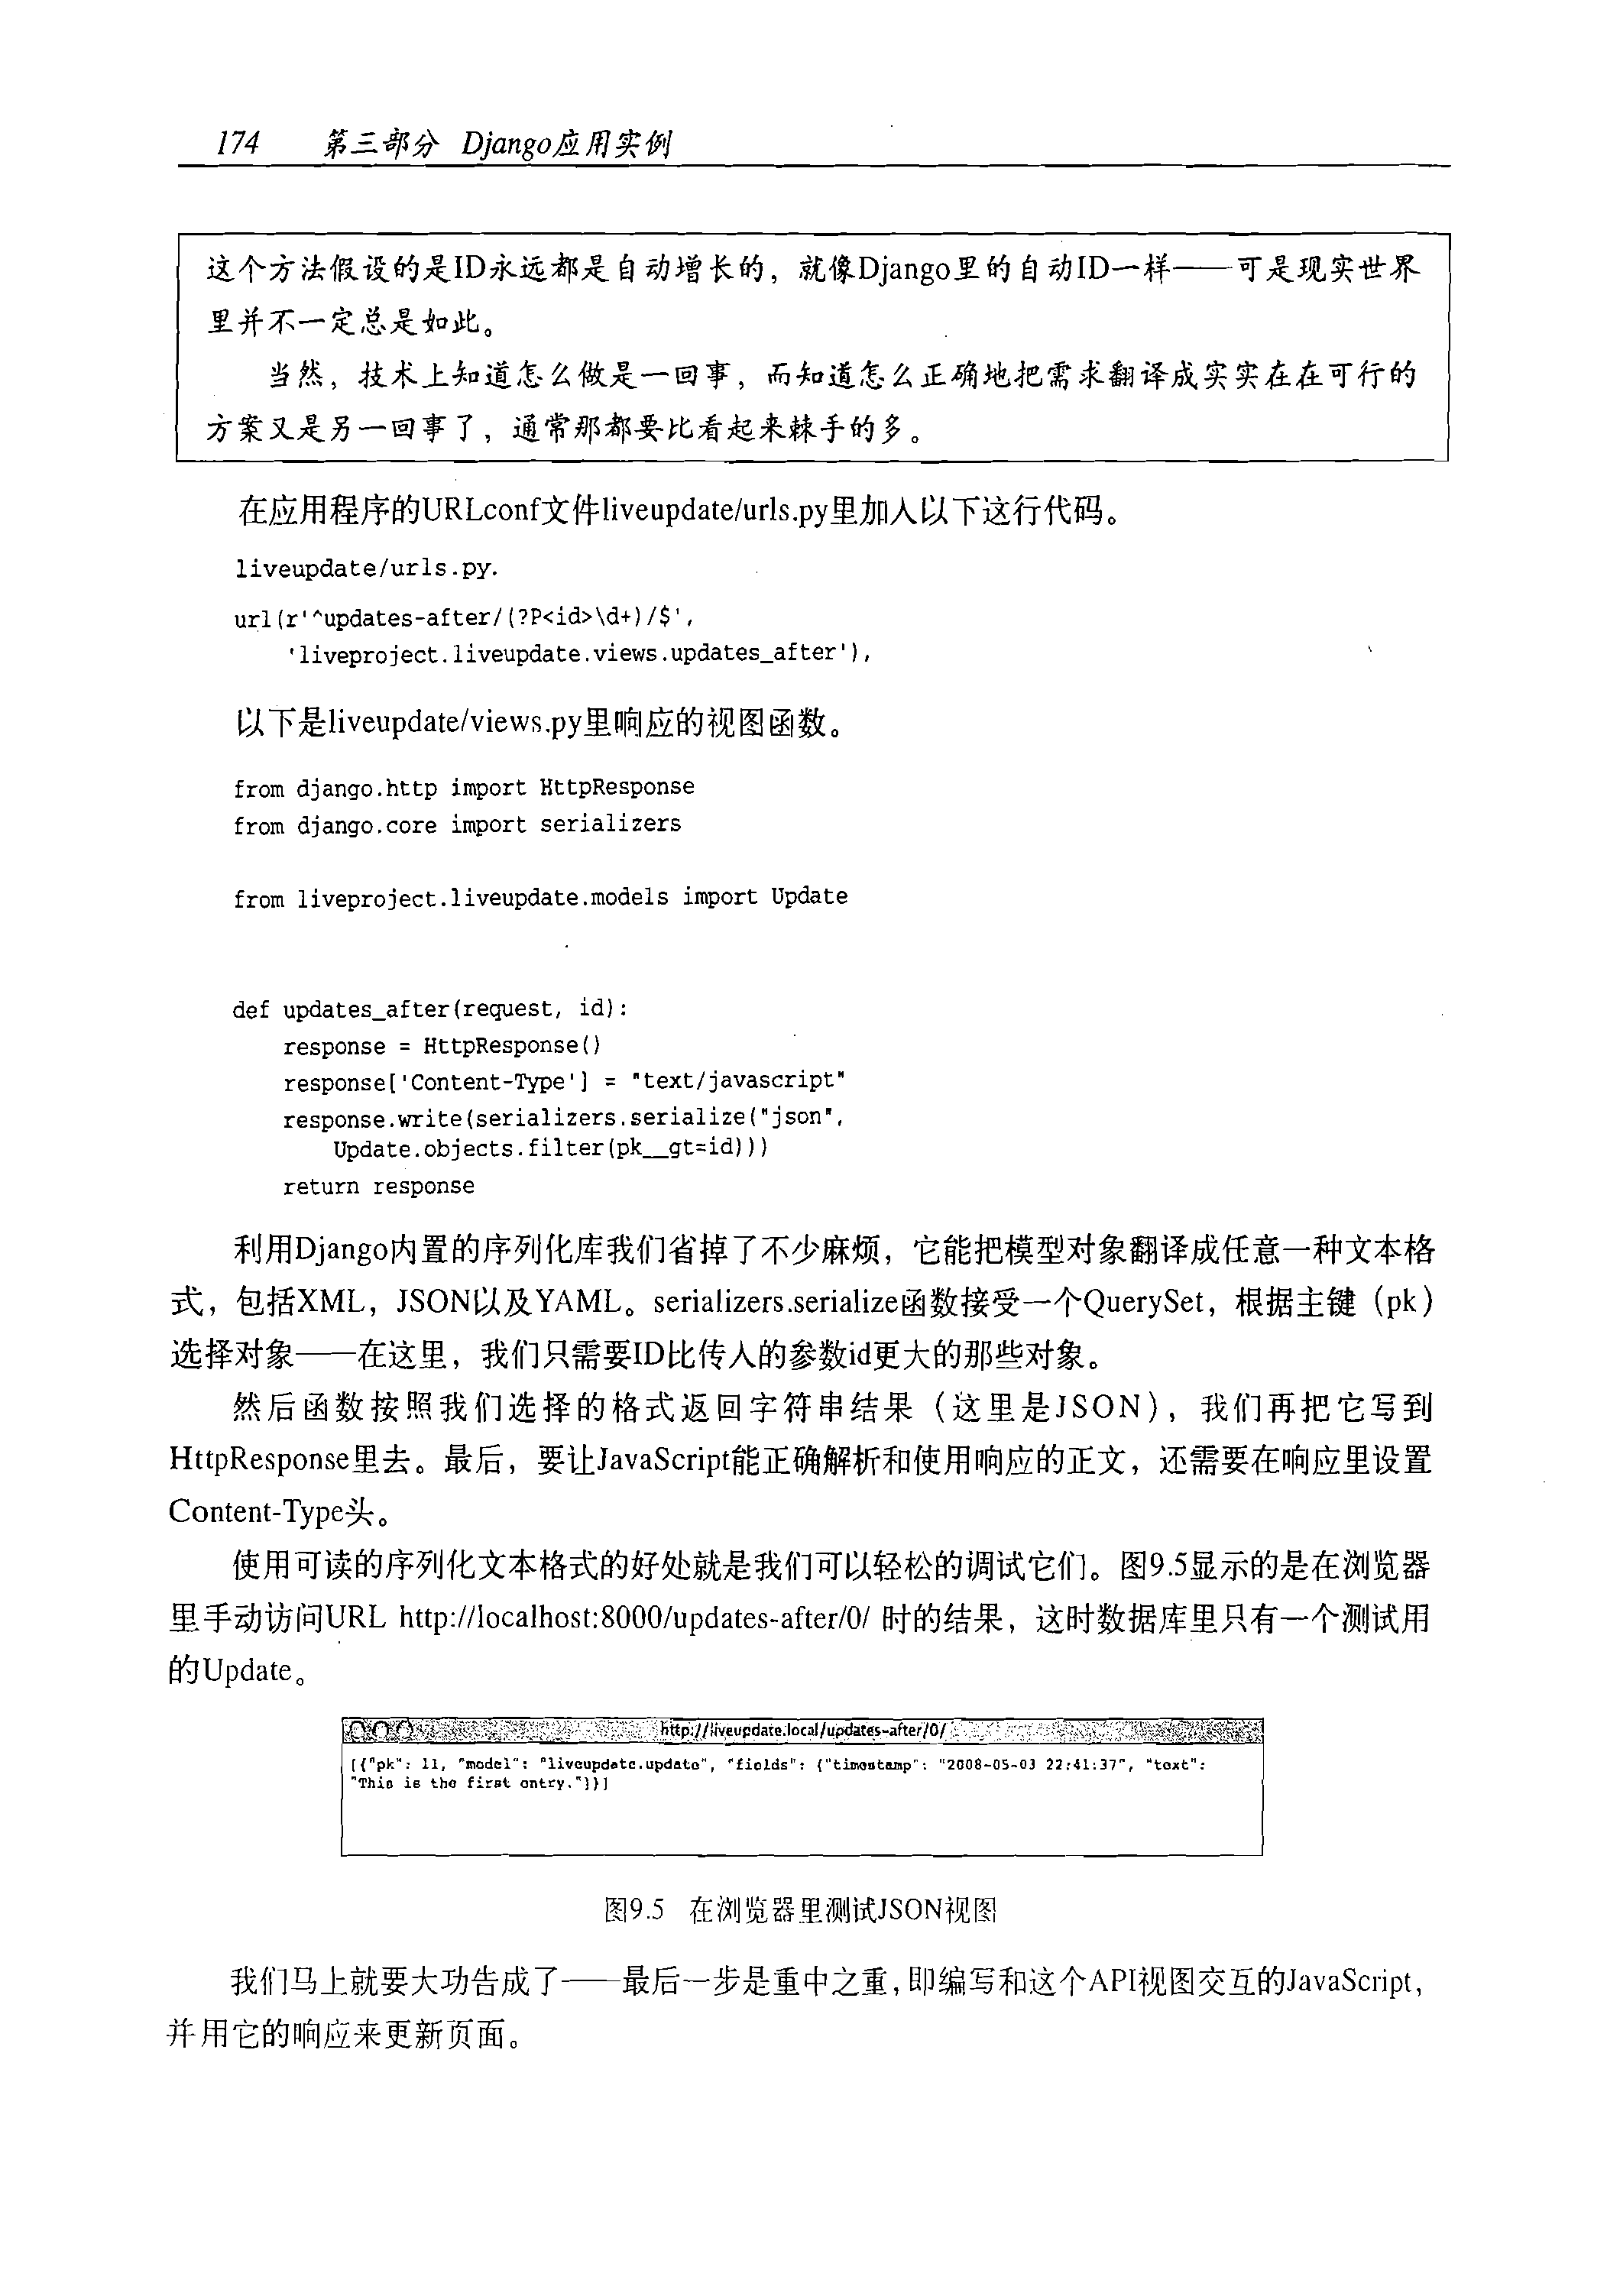 174 第三部分 Django应用实例
这个方法假设的是ID永远都是自动增长的，就像Django里的自动ID一样——可是现实世界
里并不一定总是如此。
当然，技术上知道怎么做是一回事，而知道怎么正确地把需求翻译成实实在在可行的
方案又是另一回事了，通常那都要比看起来棘手的多。
在应用程序的URLconf文件liveupdate/urls.py里加人以下这行代码。
liveupdate/urls.py.
url(r'^updates-after/(?P<id>\d+)/$',
'liveproject.liveupdate.views.updates_after'),
以下是liveupdate/views.py里响应的视图函数。
from django.http import HttpResponse
from django.core import serializers
from liveproject.liveupdate.models import Update
def updates_after(request, id):
response = HttpResponse()
response['Content-Type'] = "text/javascript"
response.write(serializers.serialize("json",
Update.objects.filter(pk__gt=id)))
return response
利用Django内置的序列化库我们省掉了不少麻烦，它能把模型对象翻译成任意一种文本格
式，包括XML，JSON以及YAML。serializers.serialize函数接受一个QuerySet，根据主键（pk）
选择对象——在这里，我们只需要ID比传人的参数id更大的那些对象。
然后函数按照我们选择的格式返回字符串结果（这里是JSON），我们再把它写到
HttpResponse里去。最后，要让JavaScript能正确解析和使用响应的正文，还需要在响应里设置
Content-Type头。
使用可读的序列化文本格式的好处就是我们可以轻松的调试它们。图9.5显示的是在浏览器
里手动访问URL http://localhost:8000/updates-after/0/ 时的结果，这时数据库里只有一个测试用
的Update。
http://liveupdate.local/updates-after/0/
[{"pk": 11, "model": "liveupdate.update", "fields": {"timestamp": "2008-05-03 22:41:37", "text":
"This is the first entry."}}]
图9.5 在浏览器里测试JSON视图
我们马上就要大功告成了——最后一步是重中之重，即编写和这个API视图交互的JavaScript，
并用它的响应来更新页面。